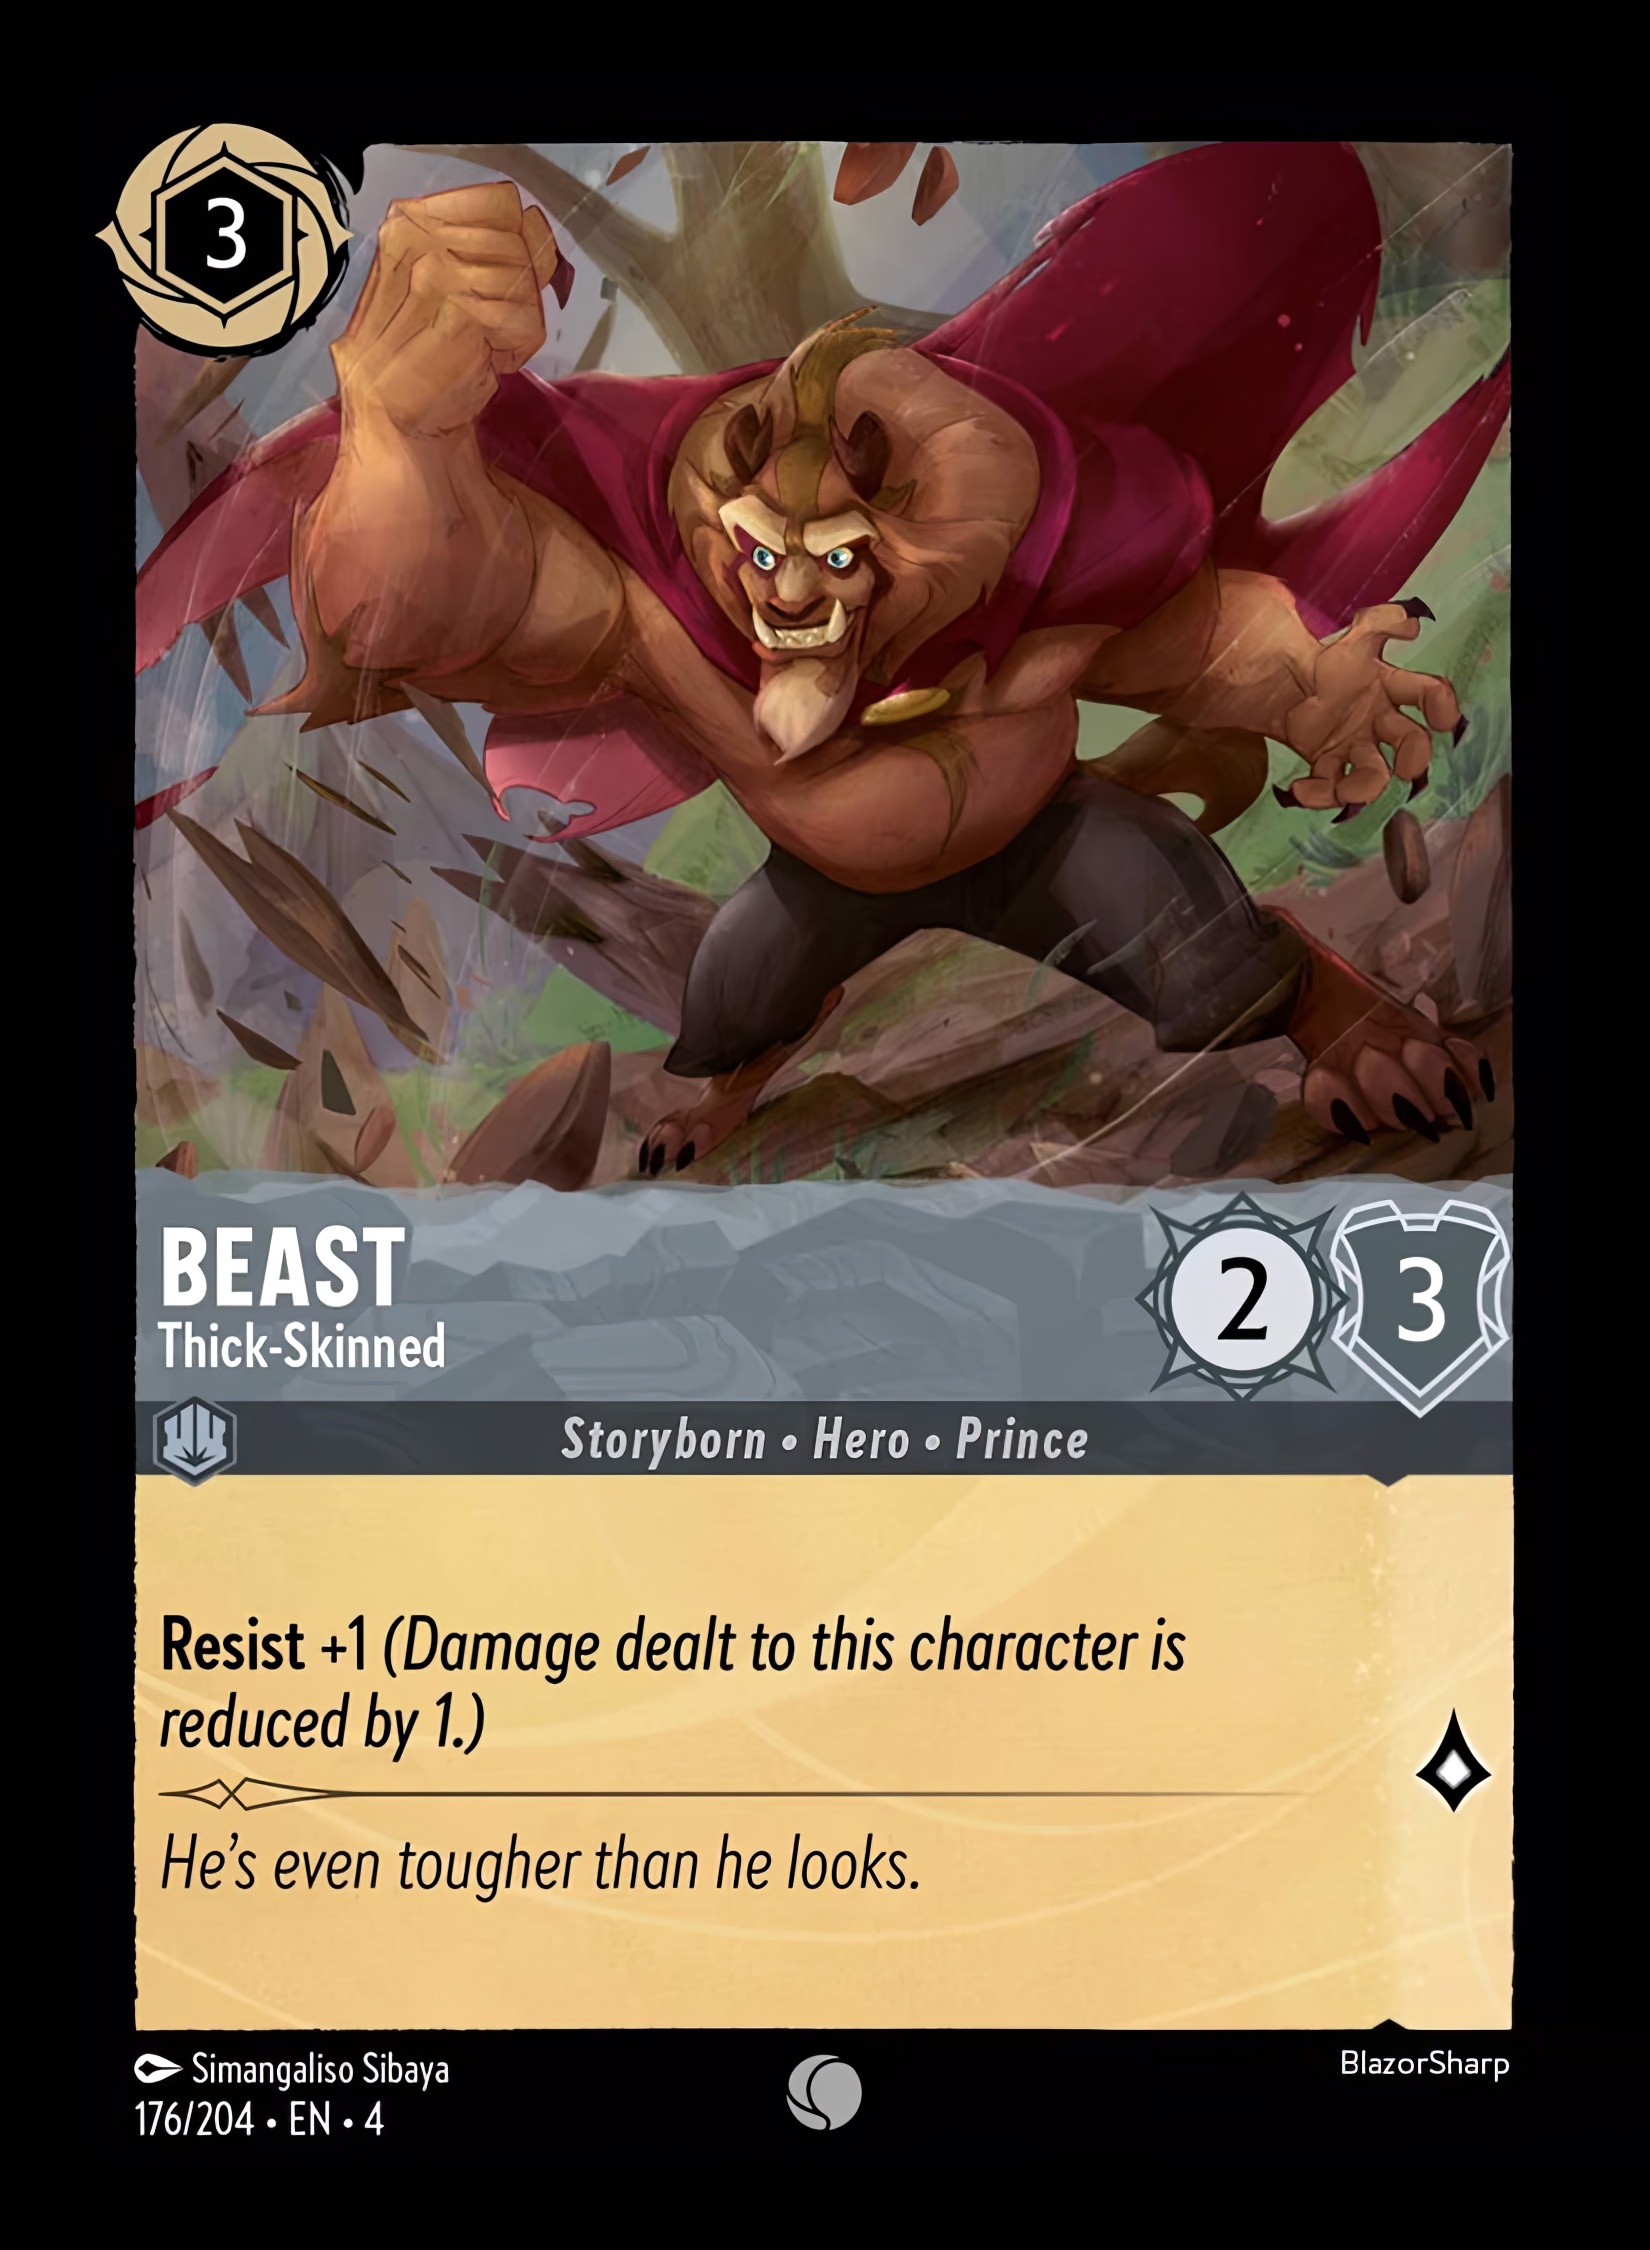 3
BEAST
Thick-Skinned
2
3
Storyborn • Hero • Prince
Resist +1 (Damage dealt to this character is
reduced by 1.)
He's even tougher than he looks.
Simangaliso Sibaya
BlazorSharp
176/204 • EN • 4